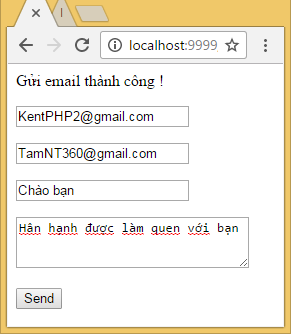 localhost:9999
Gửi email thành công !
KentPHP2@gmail.com
TamNT360@gmail.com
Chào bạn
Hân hạnh được làm quen với bạn
Send